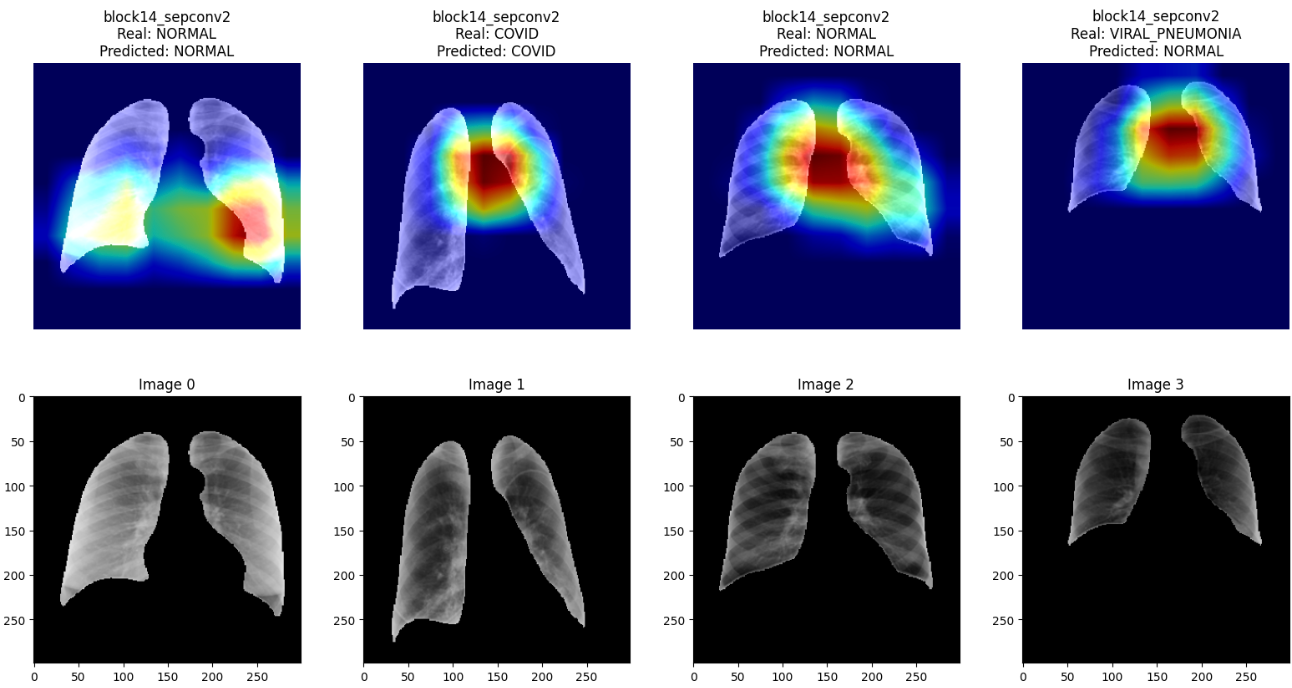 block14_sepconv2
Real: NORMAL
Predicted: NORMAL
block14_sepconv2
Real: COVID
Predicted: COVID
block14_sepconv2
Real: NORMAL
Predicted: NORMAL
block14_sepconv2
Real: VIRAL_PNEUMONIA
Predicted: NORMAL
Image 0
0
50
100
150
200
250
0 50 100 150 200 250
Image 1
0
50
100
150
200
250
0 50 100 150 200 250
Image 2
0
50
100
150
200
250
0 50 100 150 200 250
Image 3
0
50
100
150
200
250
0 50 100 150 200 250